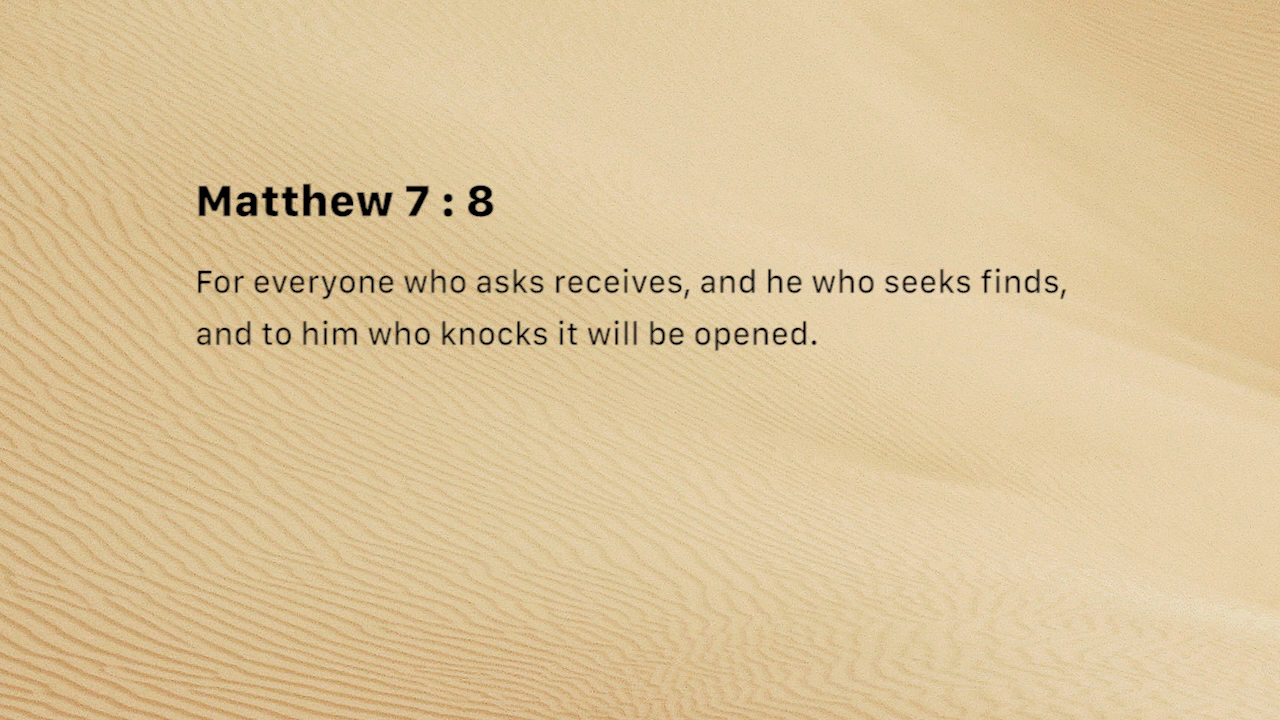 Matthew 7 : 8
For everyone who asks receives, and he who seeks finds,
and to him who knocks it will be opened.